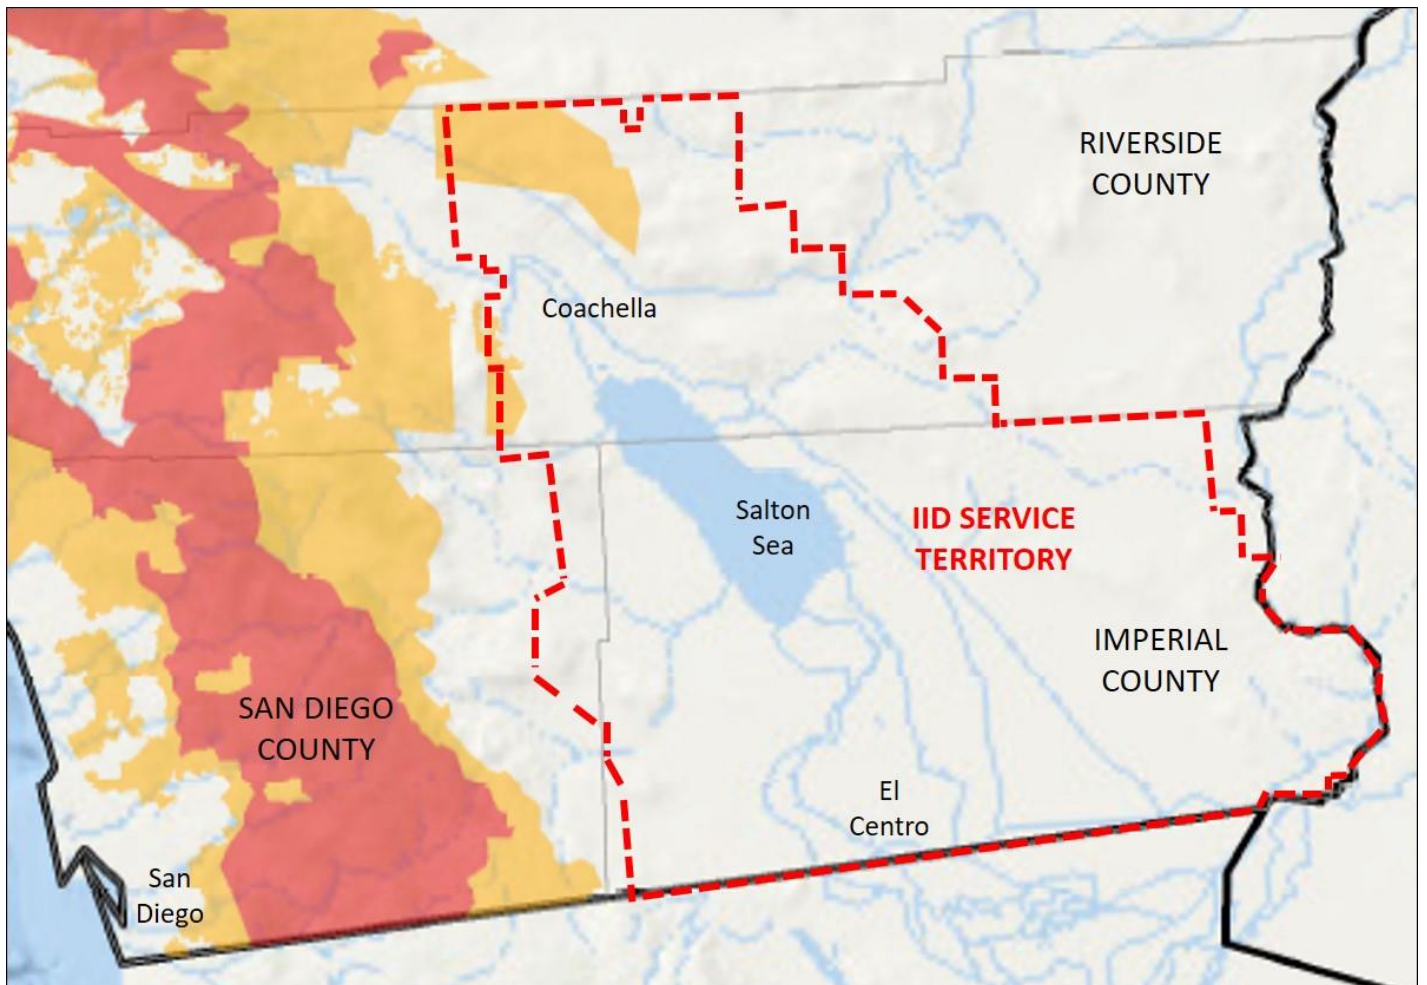 RIVERSIDE
COUNTY
Coachella
Salton
Sea
IID SERVICE
TERRITORY
IMPERIAL
COUNTY
SAN DIEGO
COUNTY
El
Centro
San
Diego